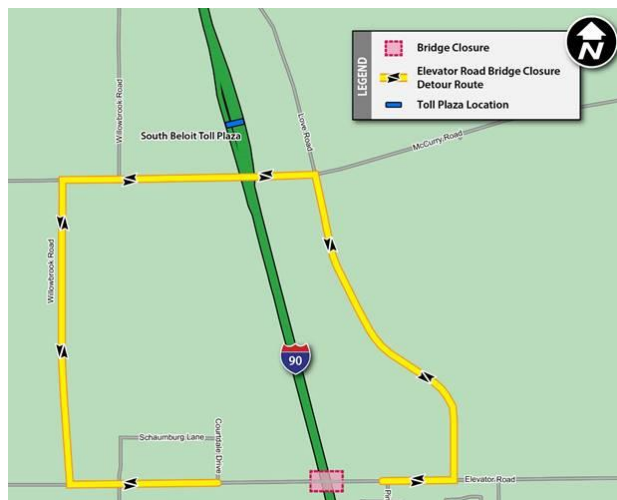 LEGEND
Bridge Closure
Elevator Road Bridge Closure
Detour Route
Toll Plaza Location
N
Willowbrook Road
South Beloit Toll Plaza
Love Road
McCurry Road
Willowbrook Road
90
Schaumburg Lane
Countdale Drive
Elevator Road